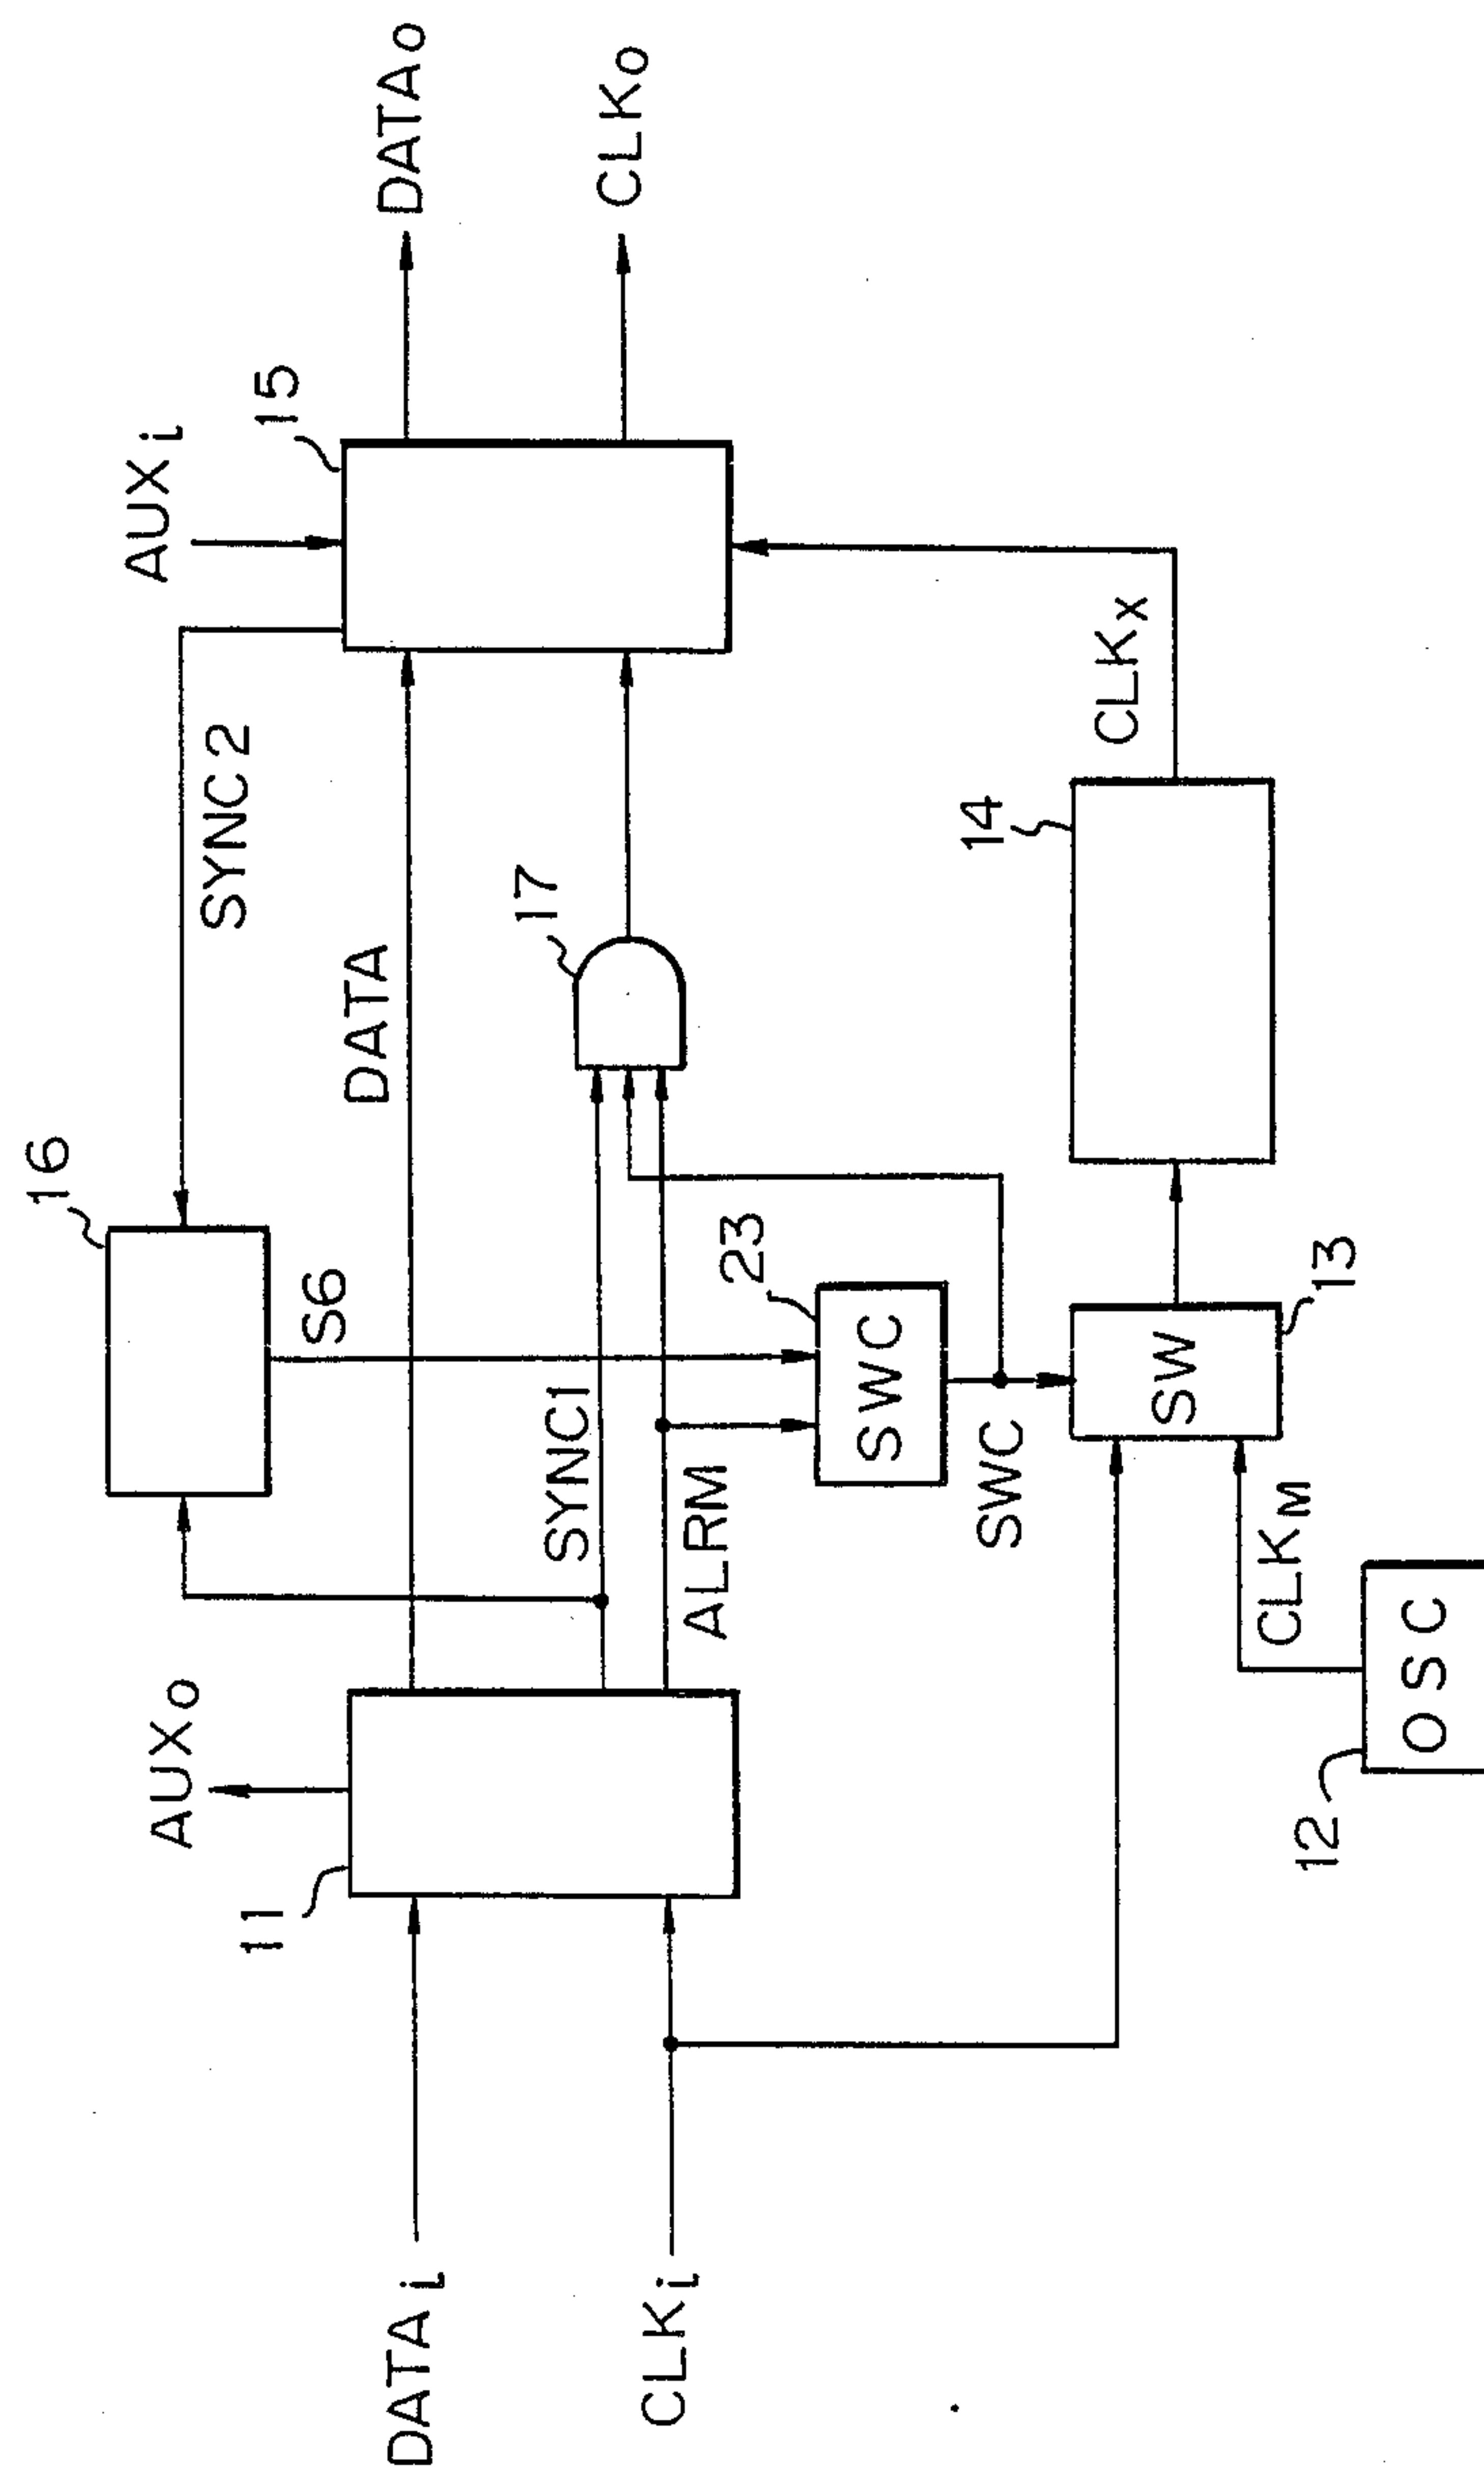 16
SYNC2
AUXo
AUXi
11
S6
DATA
15
DATAi
DATAo
SYNC1
17
CLKi
CLKo
ALRM
23
SWC
SWC
14
CLKX
SW
CLKM
13
12
OSC